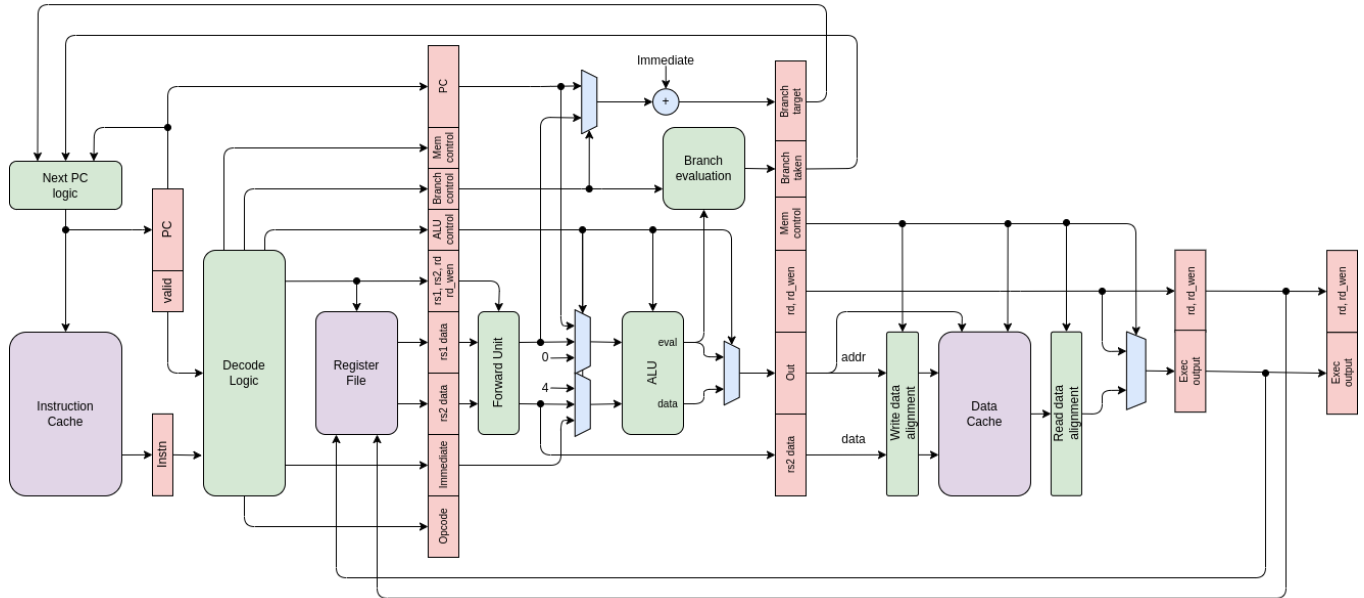 Immediate
+
PC
Branch
target
Mem
control
Branch
evaluation
Branch
taken
Next PC
logic
Branch control
PC
ALU
control
Mem
control
valid
rs1, rs2, rd
rd_wen
rd, rd_wen
rd, rd_wen
rd, rd_wen
Instruction
Cache
Decode
Logic
Register
File
rs1 data
Forward Unit
0
4
ALU
eval
data
Out
addr
Write data
alignment
Data
Cache
Read data
alignment
Exec
output
Exec
output
rs2 data
Instn
Immediate
data
rs2 data
Opcode